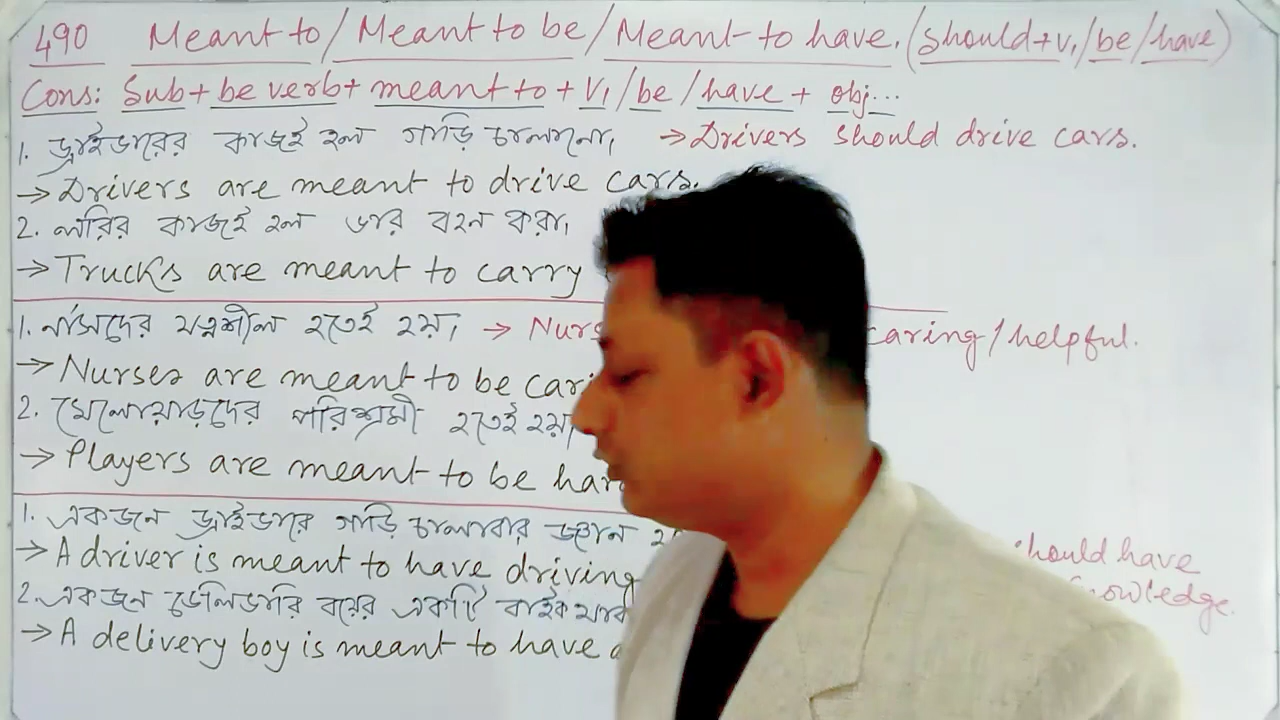 490 Meant to/Meant to be/Meant to have. (should+v₁/be/have)
Cons: Sub+be verb+meant to+V₁/be/have+obj...
1. ড্রাইভারের কাজই হল গাড়ি চালানো। → Drivers should drive cars.
→ Drivers are meant to drive cars.
2. লরির কাজই হল ভার বহন করা।
→ Trucks are meant to carry
1. নার্সদের যত্নশীল হতেই হয়। → caring/helpful.
→ Nurses are meant to be
2. খেলোয়াড়দের পরিশ্রমী হতেই হয়।
→ Players are meant to be
1. একজন ড্রাইভারে গাড়ি চালাবার জ্ঞান
→ A driver is meant to have driving should have
2. একজন ডেলিভারি বয়ের একটি বাইক knowledge.
→ A delivery boy is meant to have a